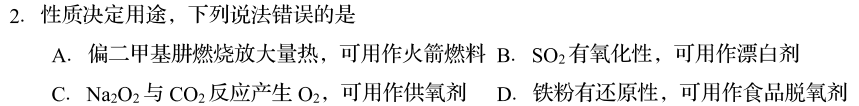 2. 性质决定用途，下列说法错误的是
A. 偏二甲基肼燃烧放大量热，可用作火箭燃料 B. SO₂有氧化性，可用作漂白剂
C. Na₂O₂与CO₂反应产生O₂，可用作供氧剂 D. 铁粉有还原性，可用作食品脱氧剂